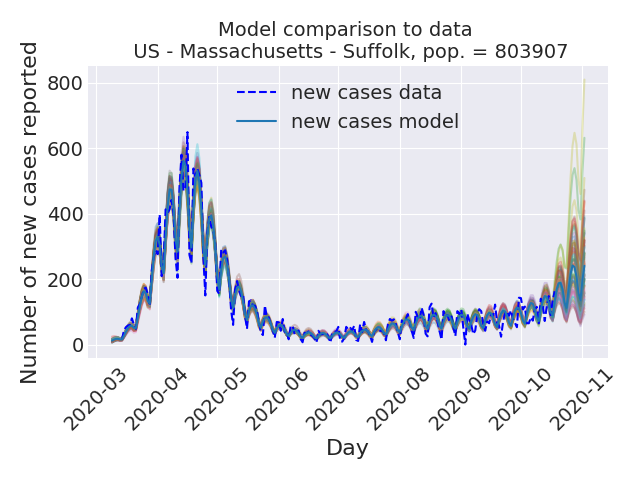 Model comparison to data
US - Massachusetts - Suffolk, pop. = 803907
Number of new cases reported
800
600
400
200
0
new cases data
new cases model
2020-03
2020-04
2020-05
2020-06
2020-07
2020-08
2020-09
2020-10
2020-11
Day